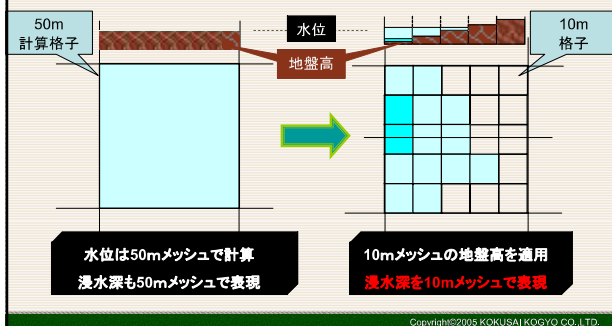 50m
計算格子
水位
地盤高
10m
格子
水位は50mメッシュで計算
浸水深も50mメッシュで表現
10mメッシュの地盤高を適用
浸水深を10mメッシュで表現
Copyright©2005 KOKUSAI KOGYO CO.,LTD.